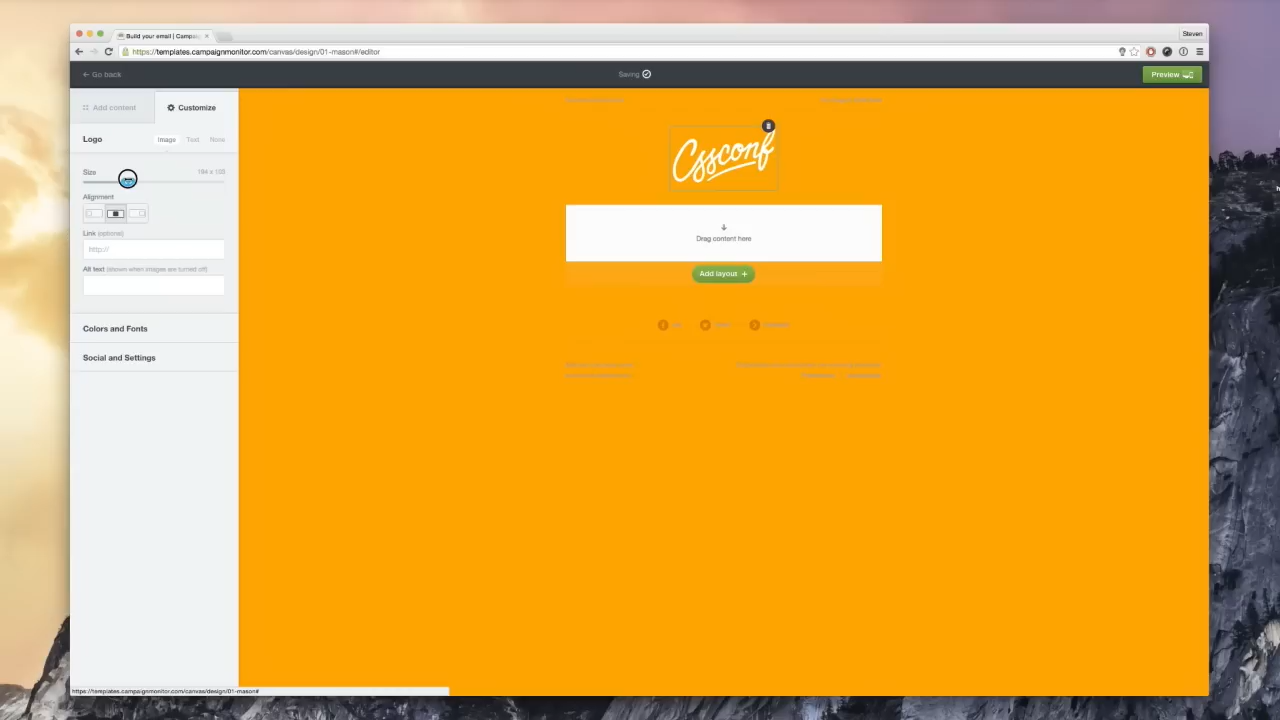 Build your email | Campaig
Steven
https://templates.campaignmonitor.com/canvas/design/01-mason#/editor
Go back
Saving
Preview
Add content
Customize
Logo
Image
Text
None
Size
Alignment
Link (optional)
http://
Alt text (shown when images are turned off)
Colors and Fonts
Social and Settings
Cssconf
Drag content here
Add layout +
https://templates.campaignmonitor.com/canvas/design/01-mason#